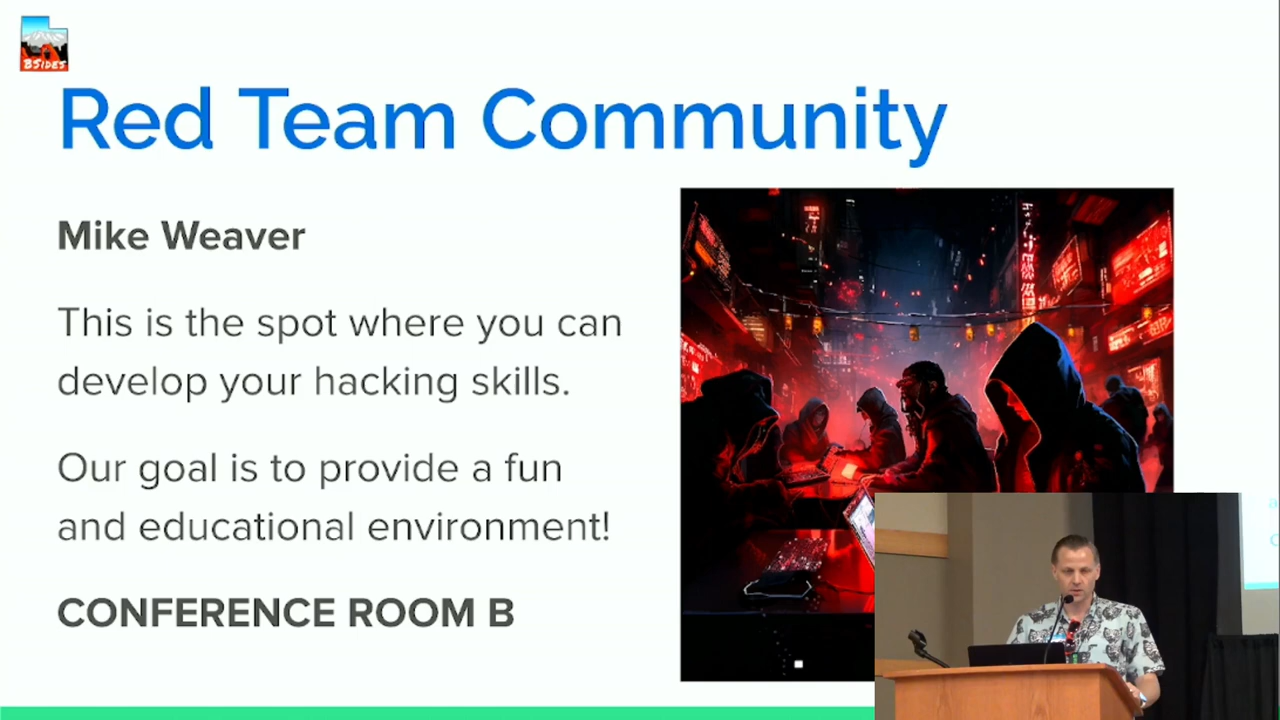 BSIDES
Red Team Community
Mike Weaver
This is the spot where you can
develop your hacking skills.
Our goal is to provide a fun
and educational environment!
CONFERENCE ROOM B